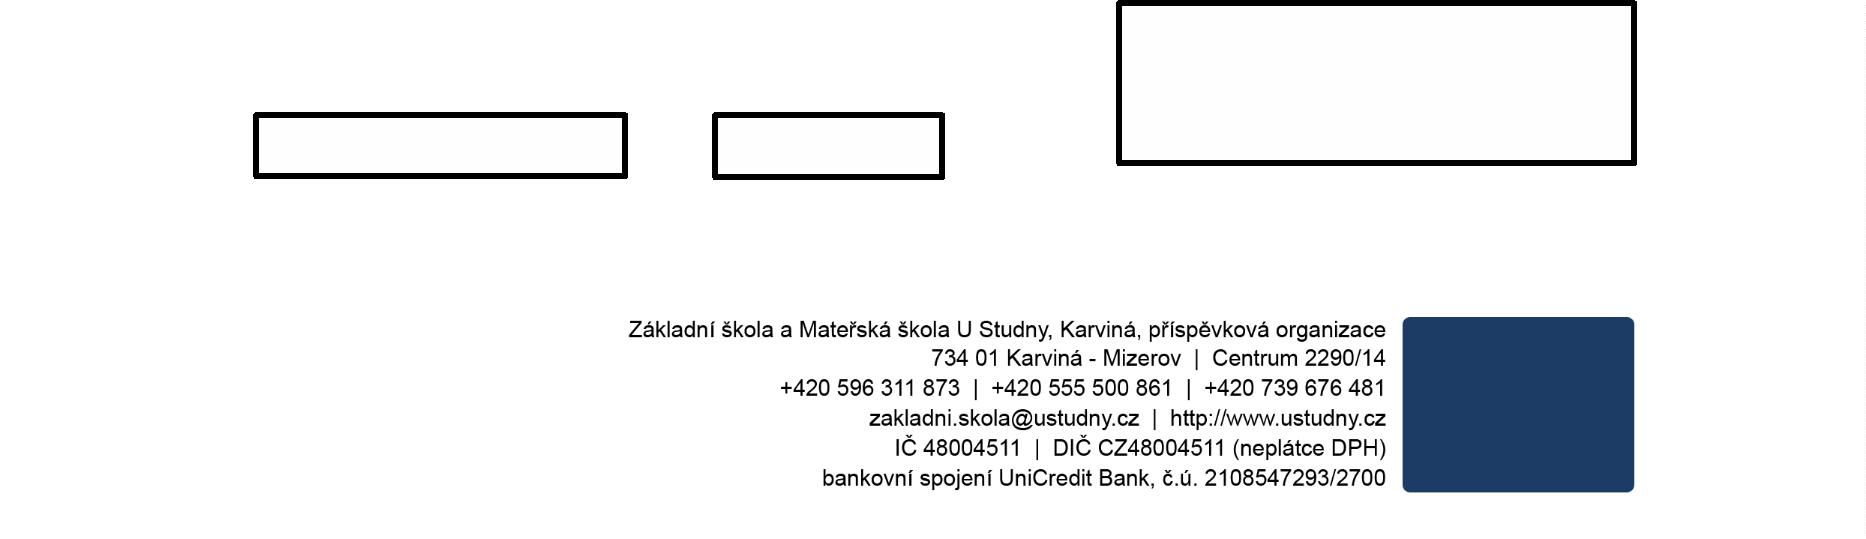 Základní škola a Mateřská škola U Studny, Karviná, příspěvková organizace
734 01 Karviná - Mizerov | Centrum 2290/14
+420 596 311 873 | +420 555 500 861 | +420 739 676 481
zakladni.skola@ustudny.cz | http://www.ustudny.cz
IČ 48004511 | DIČ CZ48004511 (neplátce DPH)
bankovní spojení UniCredit Bank, č.ú. 2108547293/2700